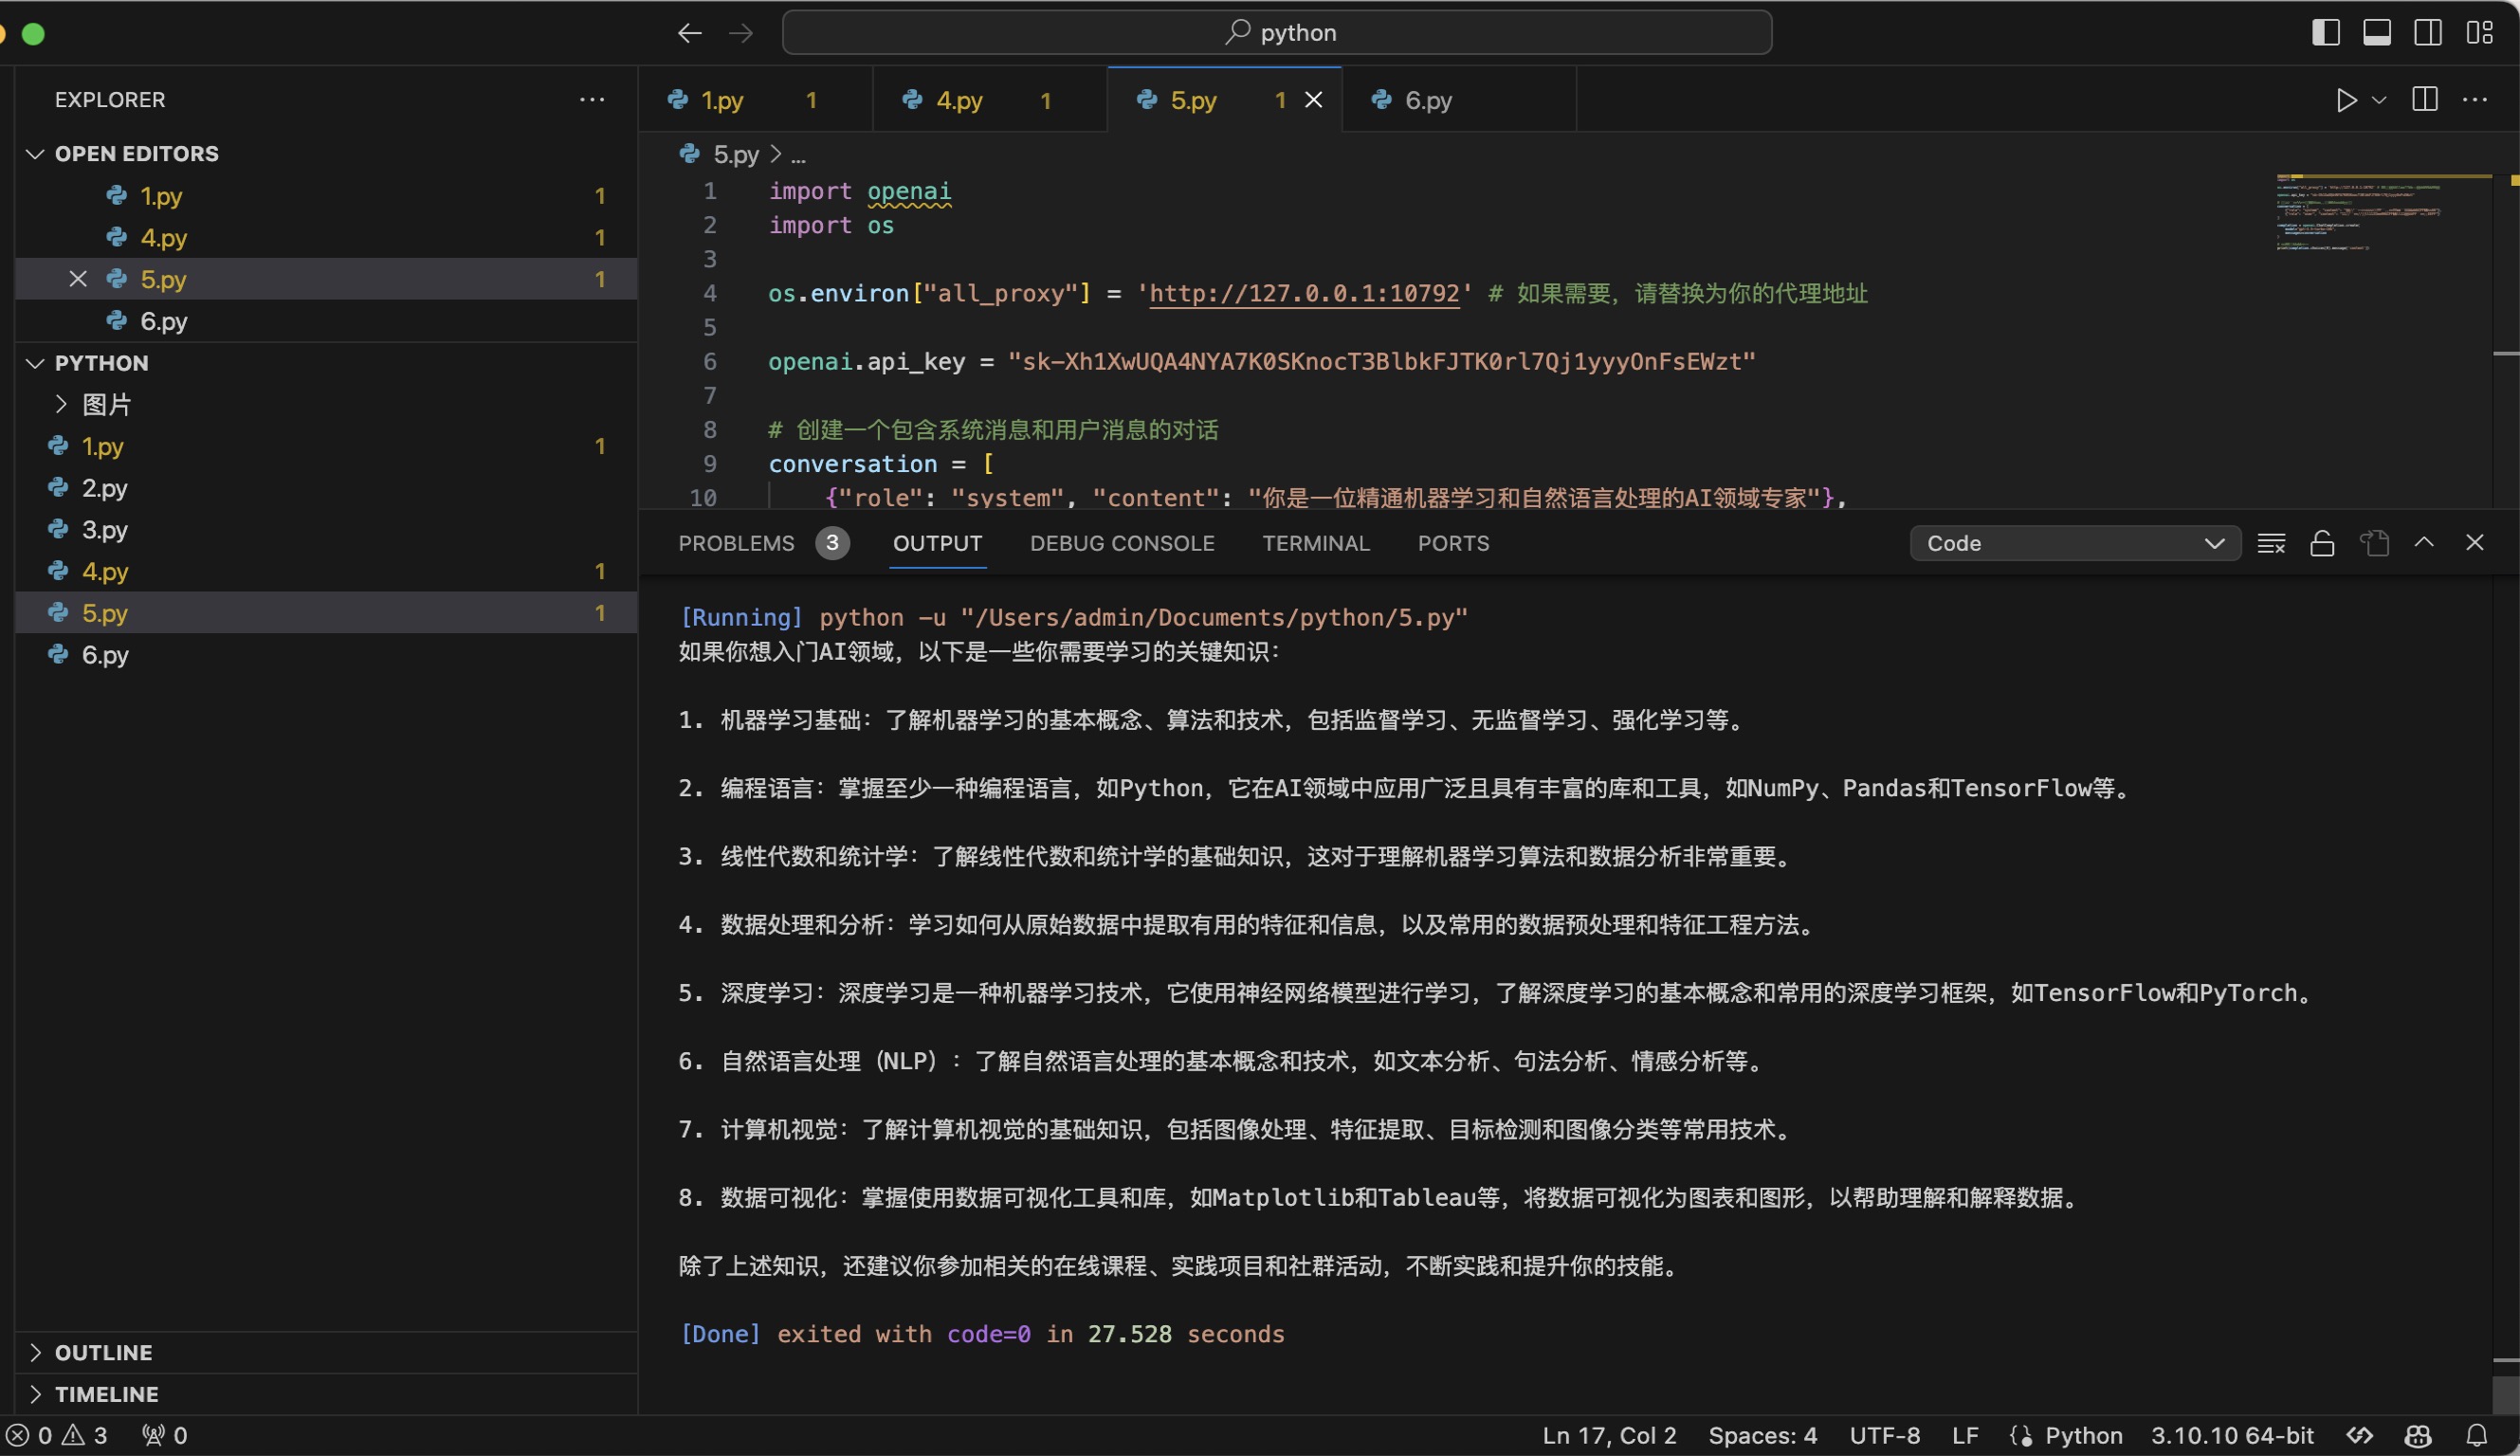 python
EXPLORER
OPEN EDITORS
1.py 1
4.py 1
5.py 1
6.py
PYTHON
图片
1.py 1
2.py
3.py
4.py 1
5.py 1
6.py
OUTLINE
TIMELINE
1.py 1 4.py 1 5.py 1 6.py
5.py > ...
1 import openai
2 import os
3
4 os.environ["all_proxy"] = 'http://127.0.0.1:10792' # 如果需要，请替换为你的代理地址
5
6 openai.api_key = "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"
7
8 # 创建一个包含系统消息和用户消息的对话
9 conversation = [
10 {"role": "system", "content": "你是一位精通机器学习和自然语言处理的AI领域专家"},
PROBLEMS 3 OUTPUT DEBUG CONSOLE TERMINAL PORTS Code
[Running] python -u "/Users/admin/Documents/python/5.py"
如果你想入门AI领域，以下是一些你需要学习的关键知识：
1. 机器学习基础：了解机器学习的基本概念、算法和技术，包括监督学习、无监督学习、强化学习等。
2. 编程语言：掌握至少一种编程语言，如Python，它在AI领域中应用广泛且具有丰富的库和工具，如NumPy、Pandas和TensorFlow等。
3. 线性代数和统计学：了解线性代数和统计学的基础知识，这对于理解机器学习算法和数据分析非常重要。
4. 数据处理和分析：学习如何从原始数据中提取有用的特征和信息，以及常用的数据预处理和特征工程方法。
5. 深度学习：深度学习是一种机器学习技术，它使用神经网络模型进行学习，了解深度学习的基本概念和常用的深度学习框架，如TensorFlow和PyTorch。
6. 自然语言处理（NLP）：了解自然语言处理的基本概念和技术，如文本分析、句法分析、情感分析等。
7. 计算机视觉：了解计算机视觉的基础知识，包括图像处理、特征提取、目标检测和图像分类等常用技术。
8. 数据可视化：掌握使用数据可视化工具和库，如Matplotlib和Tableau等，将数据可视化为图表和图形，以帮助理解和解释数据。
除了上述知识，还建议你参加相关的在线课程、实践项目和社群活动，不断实践和提升你的技能。
[Done] exited with code=0 in 27.528 seconds
0 3 0 Ln 17, Col 2 Spaces: 4 UTF-8 LF Python 3.10.10 64-bit